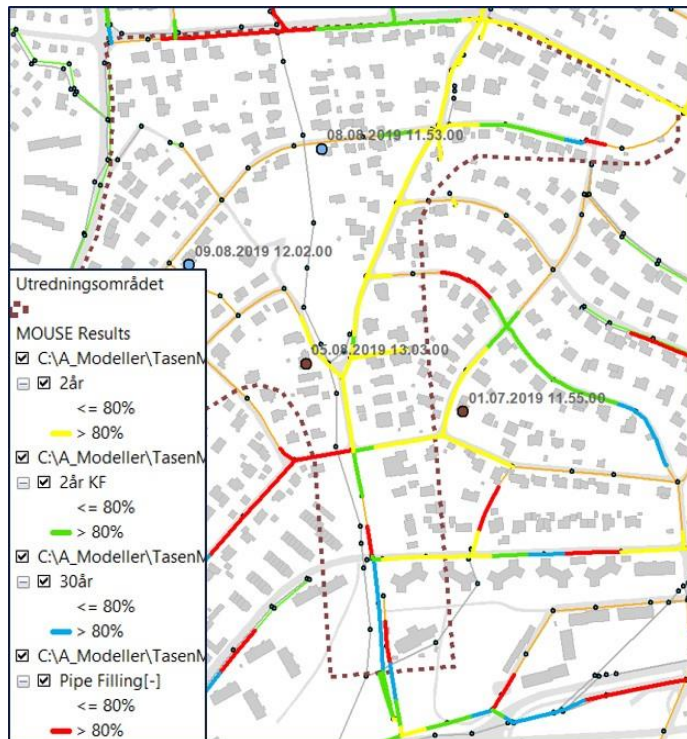 08.08.2019 11.53.00
09.08.2019 12.02.00
05.08.2019 13.03.00
01.07.2019 11.55.00
Utredningsområdet
MOUSE Results
C:\A_Modeller\TasenM
2år
<= 80%
> 80%
C:\A_Modeller\TasenM
2år KF
<= 80%
> 80%
C:\A_Modeller\TasenM
30år
<= 80%
> 80%
C:\A_Modeller\TasenM
Pipe Filling[-]
<= 80%
> 80%